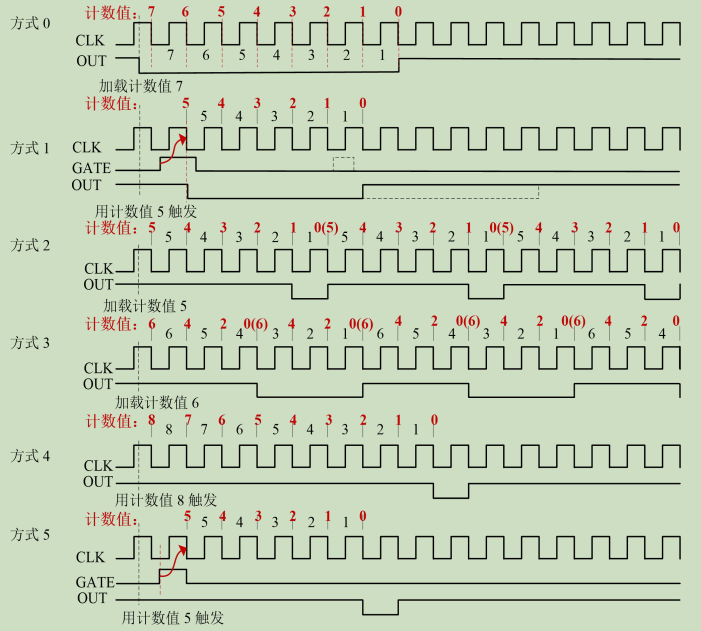 计数值: 7 6 5 4 3 2 1 0
方式 0
CLK
OUT 7 6 5 4 3 2 1
加载计数值 7
计数值: 5 4 3 2 1 0
5 4 3 2 1
方式 1 CLK
GATE
OUT
用计数值 5 触发
计数值: 5 4 3 2 1 0(5) 4 3 2 1 0(5) 4 3 2 1 0
方式 2 5 4 3 2 1 5 4 3 2 1 5 4 3 2 1
CLK
OUT
加载计数值 5
计数值: 6 4 2 0(6) 4 2 0(6) 4 2 0(6) 4 2 0(6) 4 2 0
方式 3 6 5 4 3 2 1 6 5 4 3 2 1 6 5 4
CLK
OUT
加载计数值 6
计数值: 8 7 6 5 4 3 2 1 0
8 7 6 5 4 3 2 1
方式 4
CLK
OUT
用计数值 8 触发
计数值: 5 4 3 2 1 0
5 4 3 2 1
方式 5
CLK
GATE
OUT
用计数值 5 触发